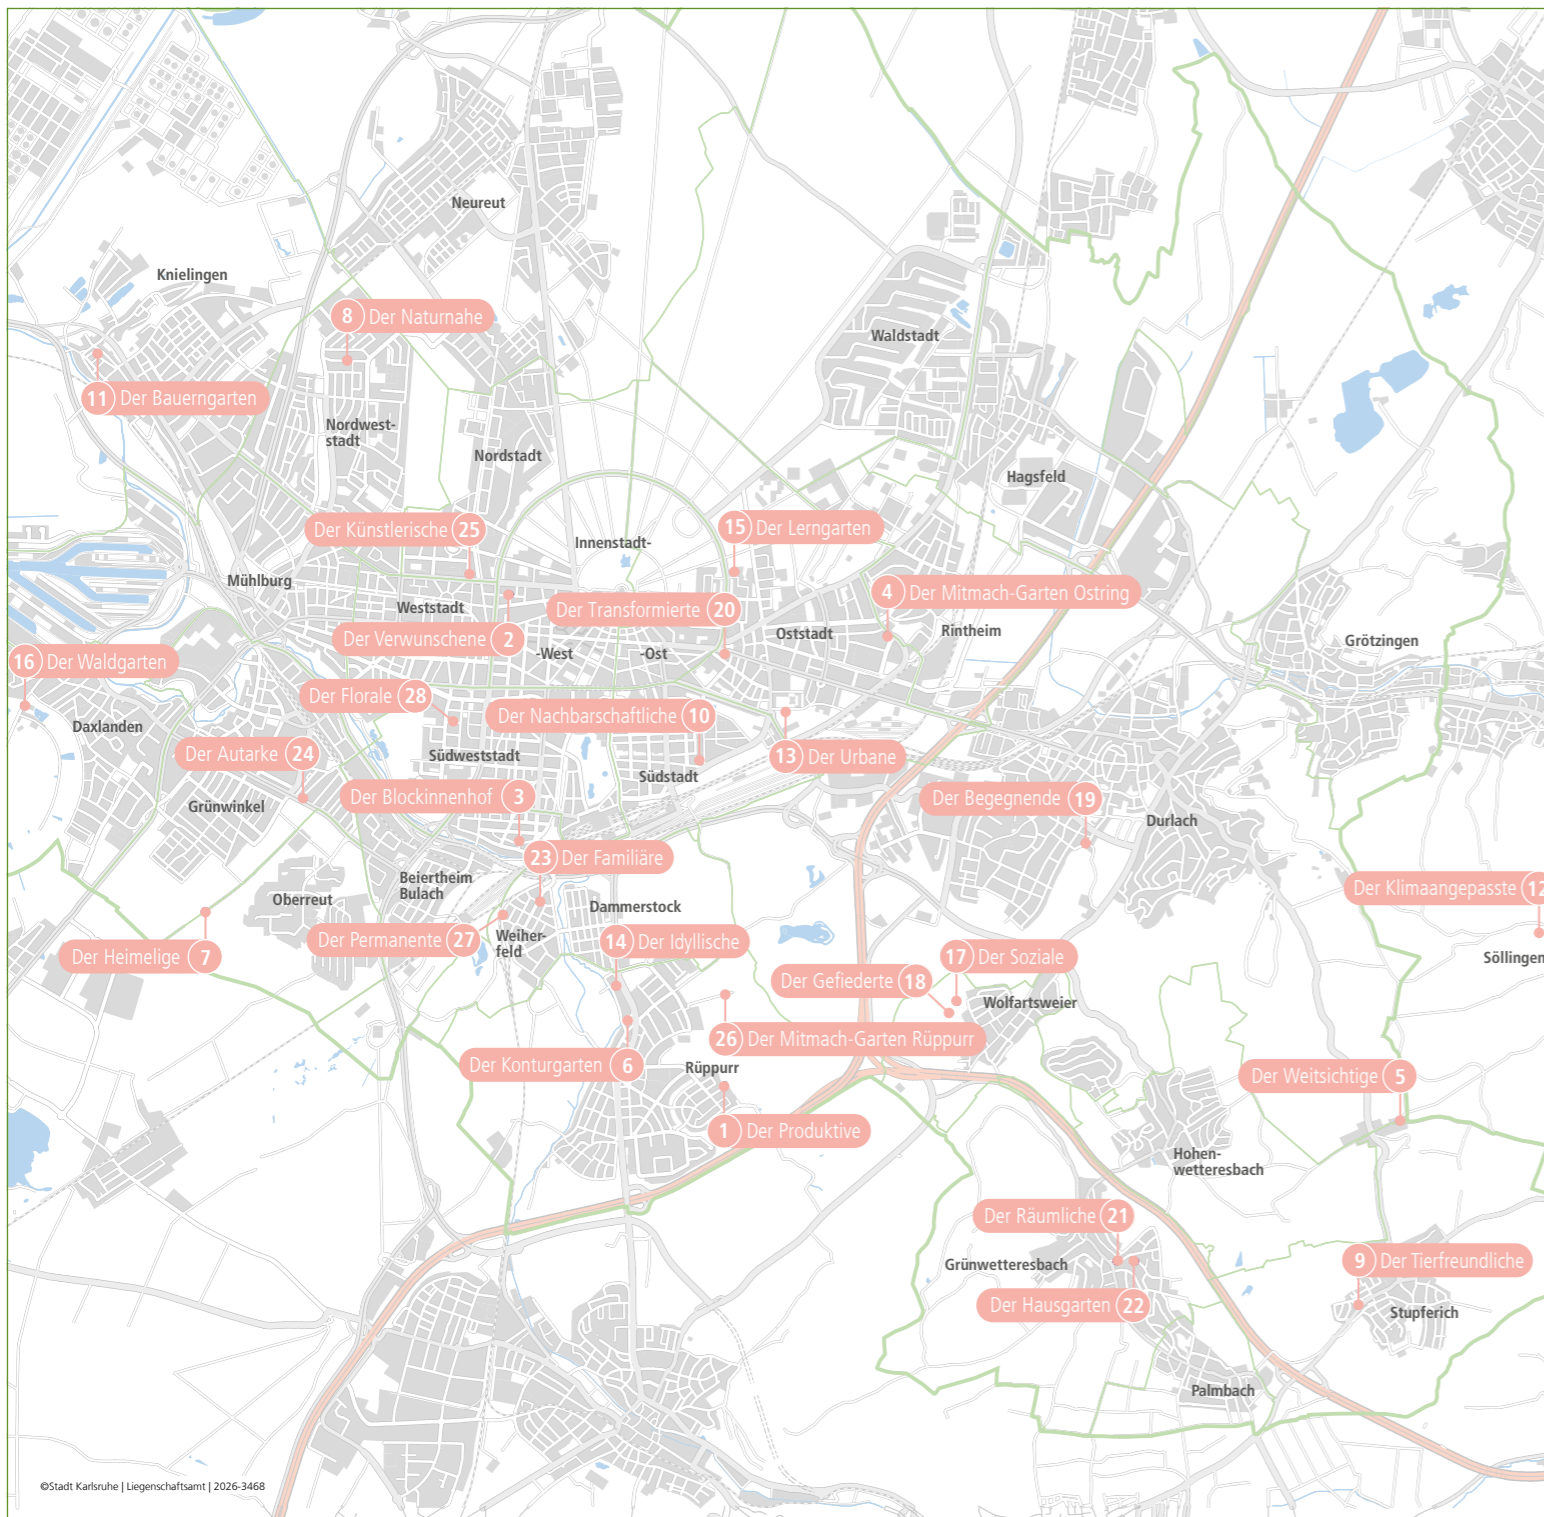 Neureut
Knielingen
8 Der Naturnahe
Waldstadt
11 Der Bauerngarten
Nordwest-
stadt
Nordstadt
Hagsfeld
Der Künstlerische 25
15 Der Lerngarten
Innenstadt-
Mühlburg
Weststadt
Der Transformierte 20
4 Der Mitmach-Garten Ostring
Oststadt
Rintheim
Der Verwunschene 2
-West
-Ost
Grötzingen
16 Der Waldgarten
Der Florale 28
Der Nachbarschaftliche 10
Daxlanden
Der Autarke 24
Südweststadt
Südstadt
13 Der Urbane
Grünwinkel
Der Blockinnenhof 3
Der Begegnende 19
Durlach
23 Der Familiäre
Beiertheim
Bulach
Der Klimaangepasste 12
Oberreut
Dammerstock
Der Permanente 27
Weiher-
feld
14 Der Idyllische
Der Heimelige 7
17 Der Soziale
Söllingen
Der Gefiederte 18
Wolfartsweier
26 Der Mitmach-Garten Rüppurr
Der Konturgarten 6
Rüppurr
Der Weitsichtige 5
1 Der Produktive
Hohen-
wetteresbach
Der Räumliche 21
Grünwetteresbach
9 Der Tierfreundliche
Der Hausgarten 22
Stupferich
Palmbach
©Stadt Karlsruhe | Liegenschaftsamt | 2026-3468